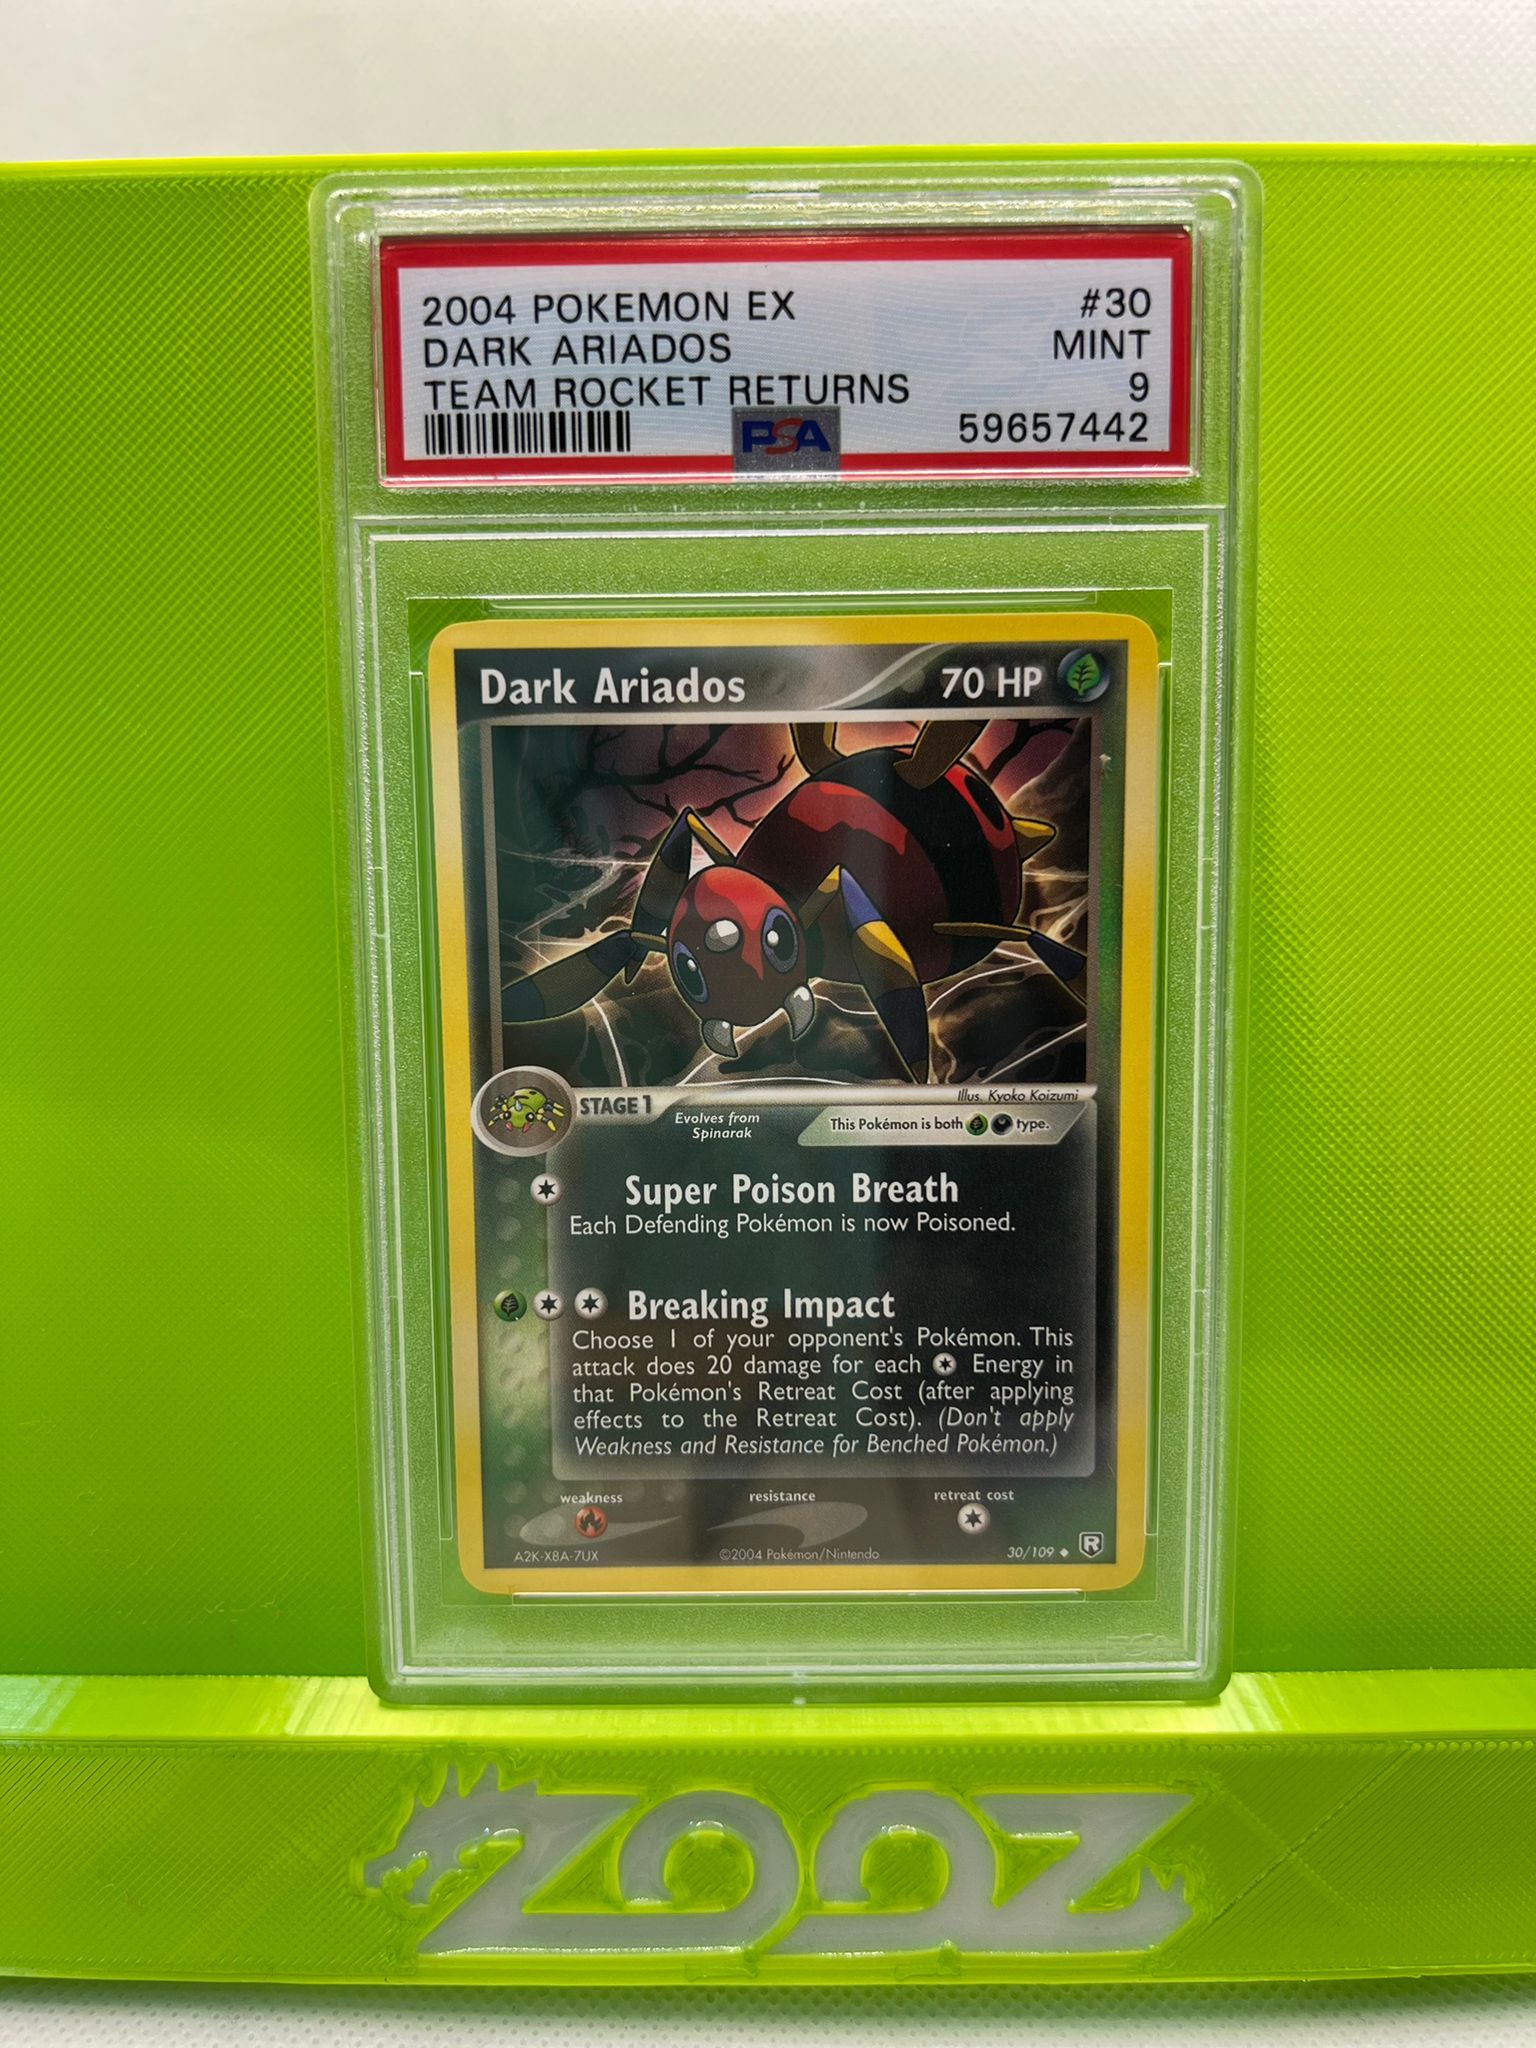 2004 POKEMON EX #30
DARK ARIADOS MINT
TEAM ROCKET RETURNS 9
PSA 59657442
Dark Ariados 70 HP
Illus. Kyoko Koizumi
STAGE 1
Evolves from
Spinarak
This Pokémon is both type.
Super Poison Breath
Each Defending Pokémon is now Poisoned.
Breaking Impact
Choose 1 of your opponent's Pokémon. This
attack does 20 damage for each Energy in
that Pokémon's Retreat Cost (after applying
effects to the Retreat Cost). (Don't apply
Weakness and Resistance for Benched Pokémon.)
weakness resistance retreat cost
A2K-X8A-7UX ©2004 Pokémon/Nintendo 30/109 R
ZOOZ